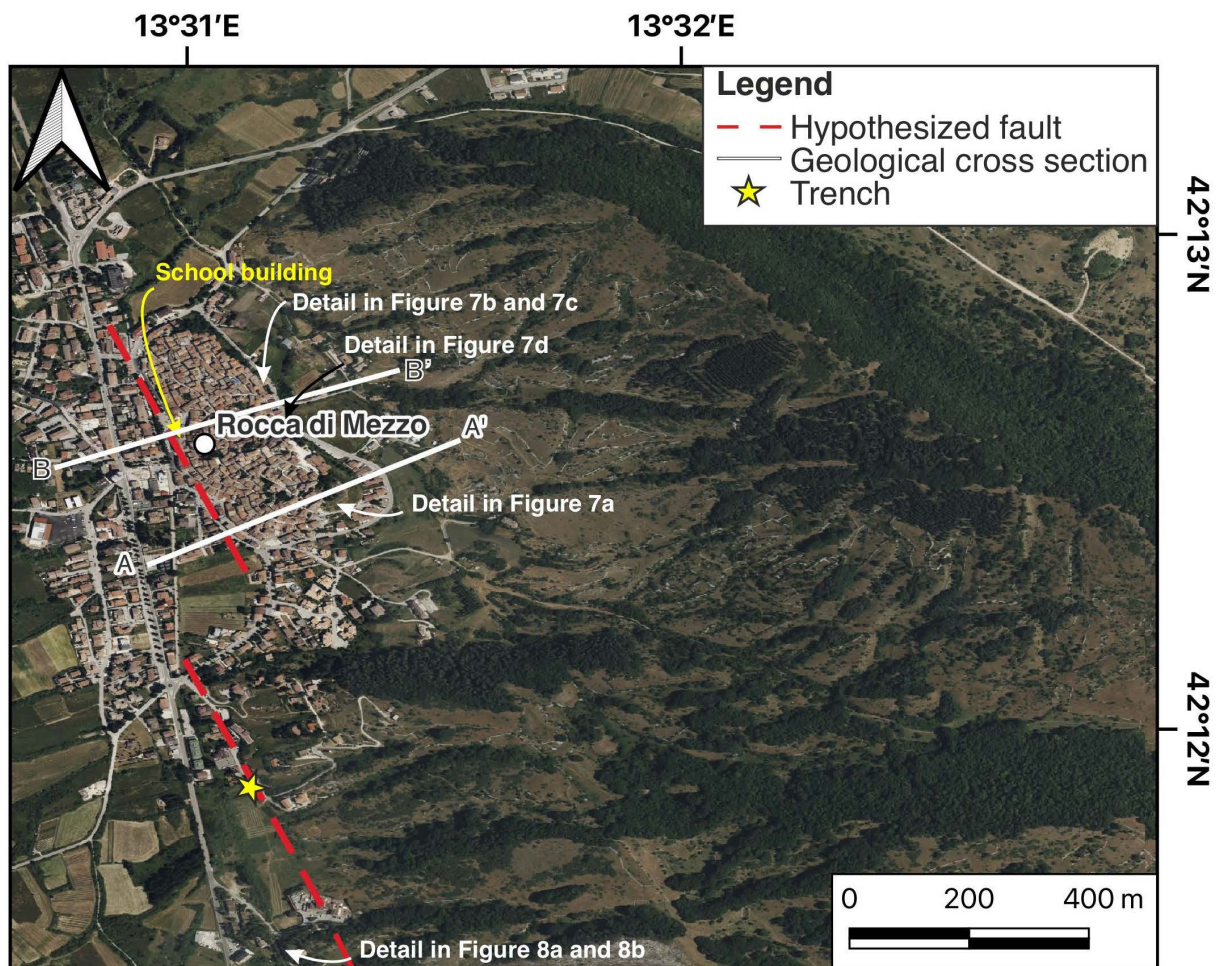 13°31′E
13°32′E
Legend
Hypothesized fault
Geological cross section
Trench
42°13′N
School building
Detail in Figure 7b and 7c
Detail in Figure 7d
B'
Rocca di Mezzo
A'
B
Detail in Figure 7a
A
42°12′N
0 200 400 m
Detail in Figure 8a and 8b